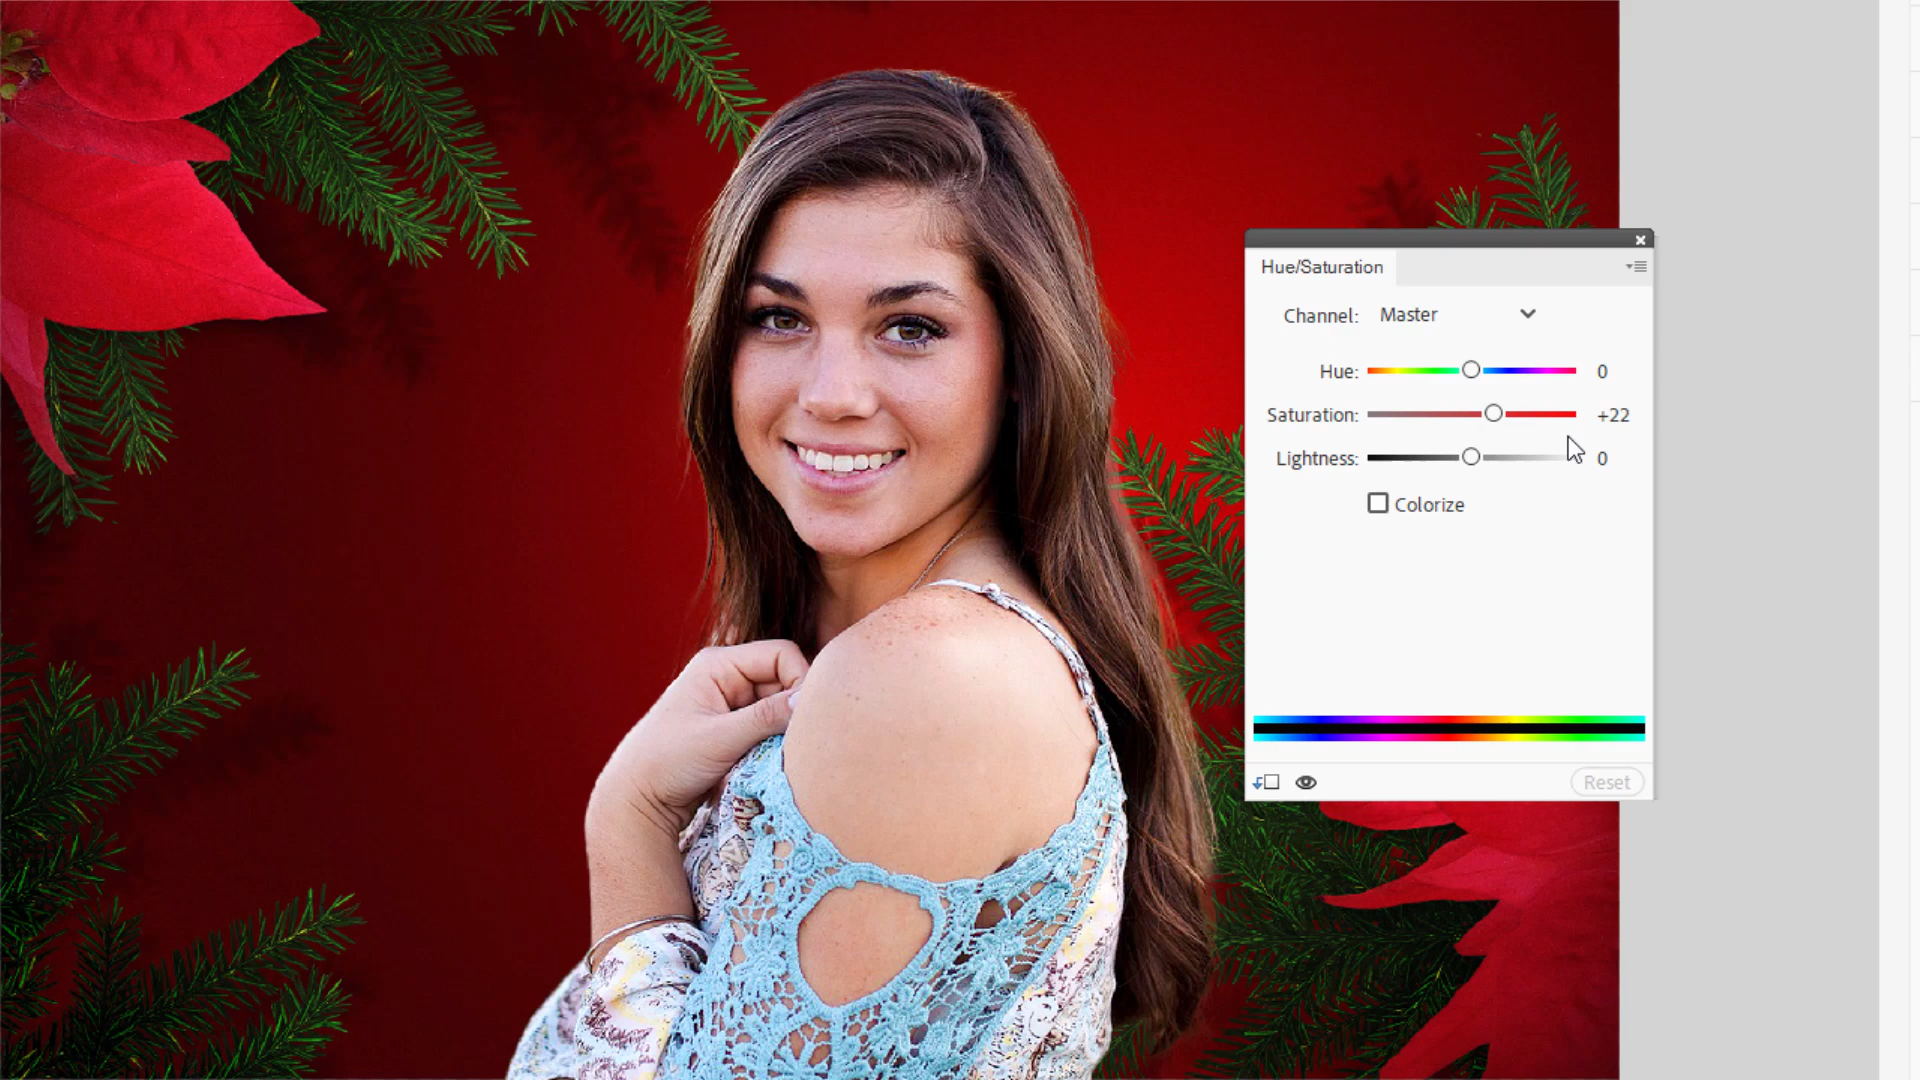 Hue/Saturation
Channel: Master
Hue: 0
Saturation: +22
Lightness: 0
Colorize
Reset